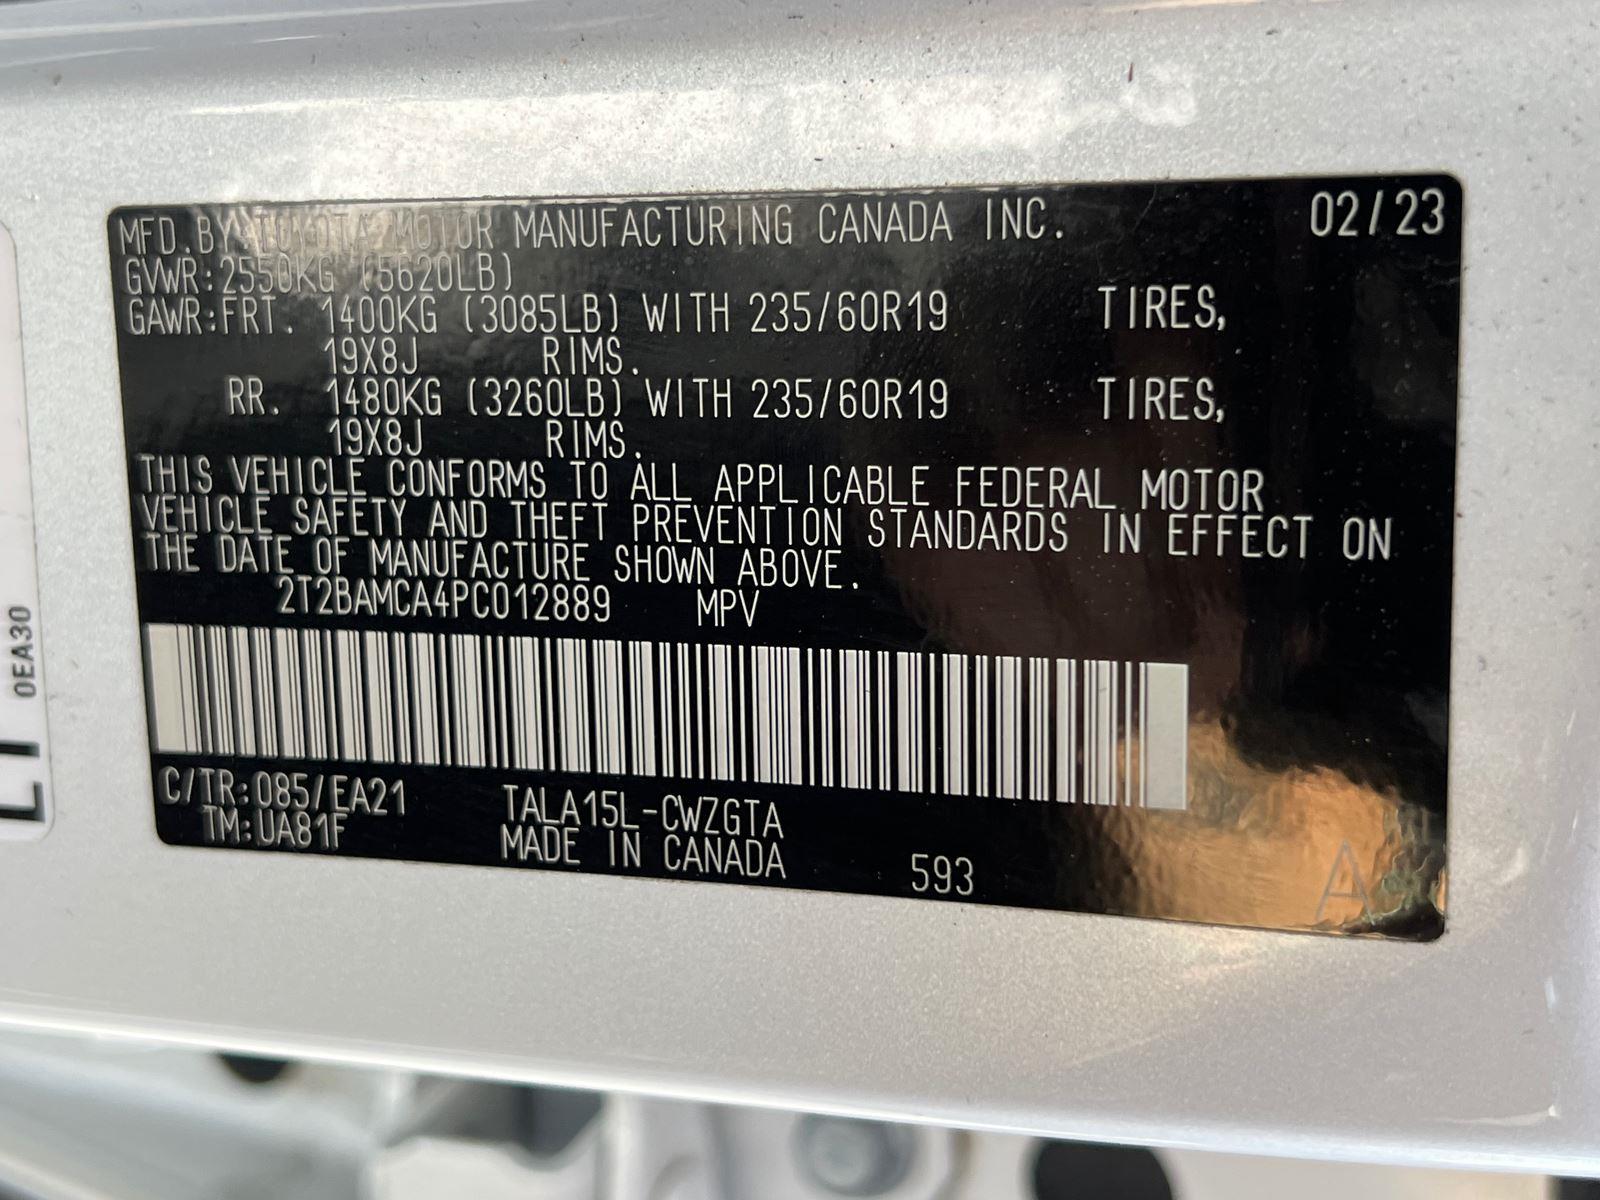 MFD.BY:TOYOTA MOTOR MANUFACTURING CANADA INC. 02/23
GVWR:2550KG (5620LB)
GAWR:FRT. 1400KG (3085LB) WITH 235/60R19 TIRES,
19X8J RIMS.
RR. 1480KG (3260LB) WITH 235/60R19 TIRES,
19X8J RIMS.
THIS VEHICLE CONFORMS TO ALL APPLICABLE FEDERAL MOTOR
VEHICLE SAFETY AND THEFT PREVENTION STANDARDS IN EFFECT ON
THE DATE OF MANUFACTURE SHOWN ABOVE.
2T2BAMCA4PC012889 MPV
C/TR:085/EA21 TALA15L-CWZGTA
TM:UA81F MADE IN CANADA 593 A
0EA30